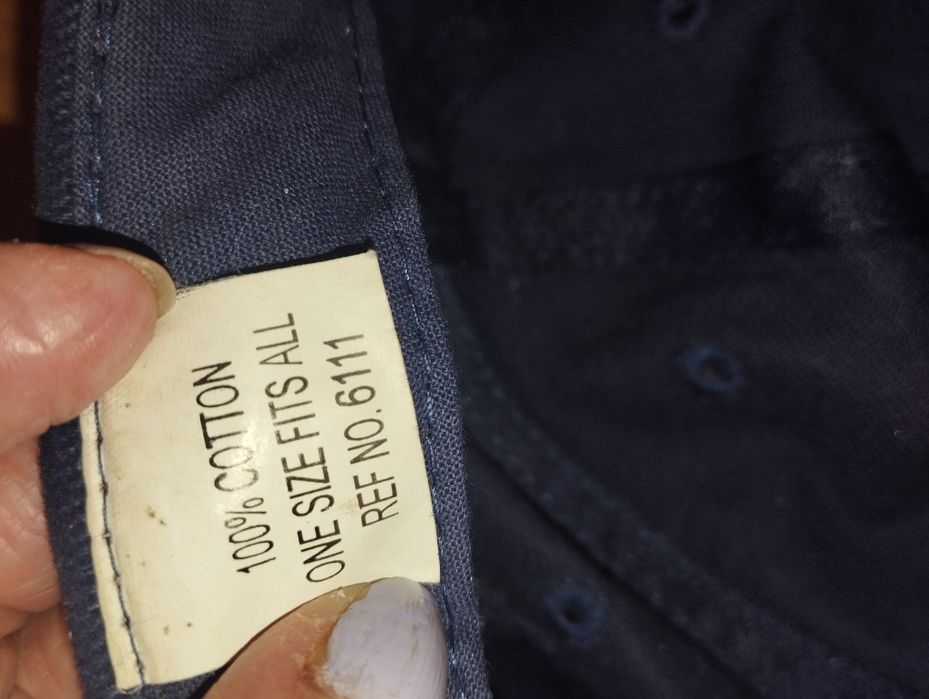 100% COTTON
ONE SIZE FITS ALL
REF NO.6111